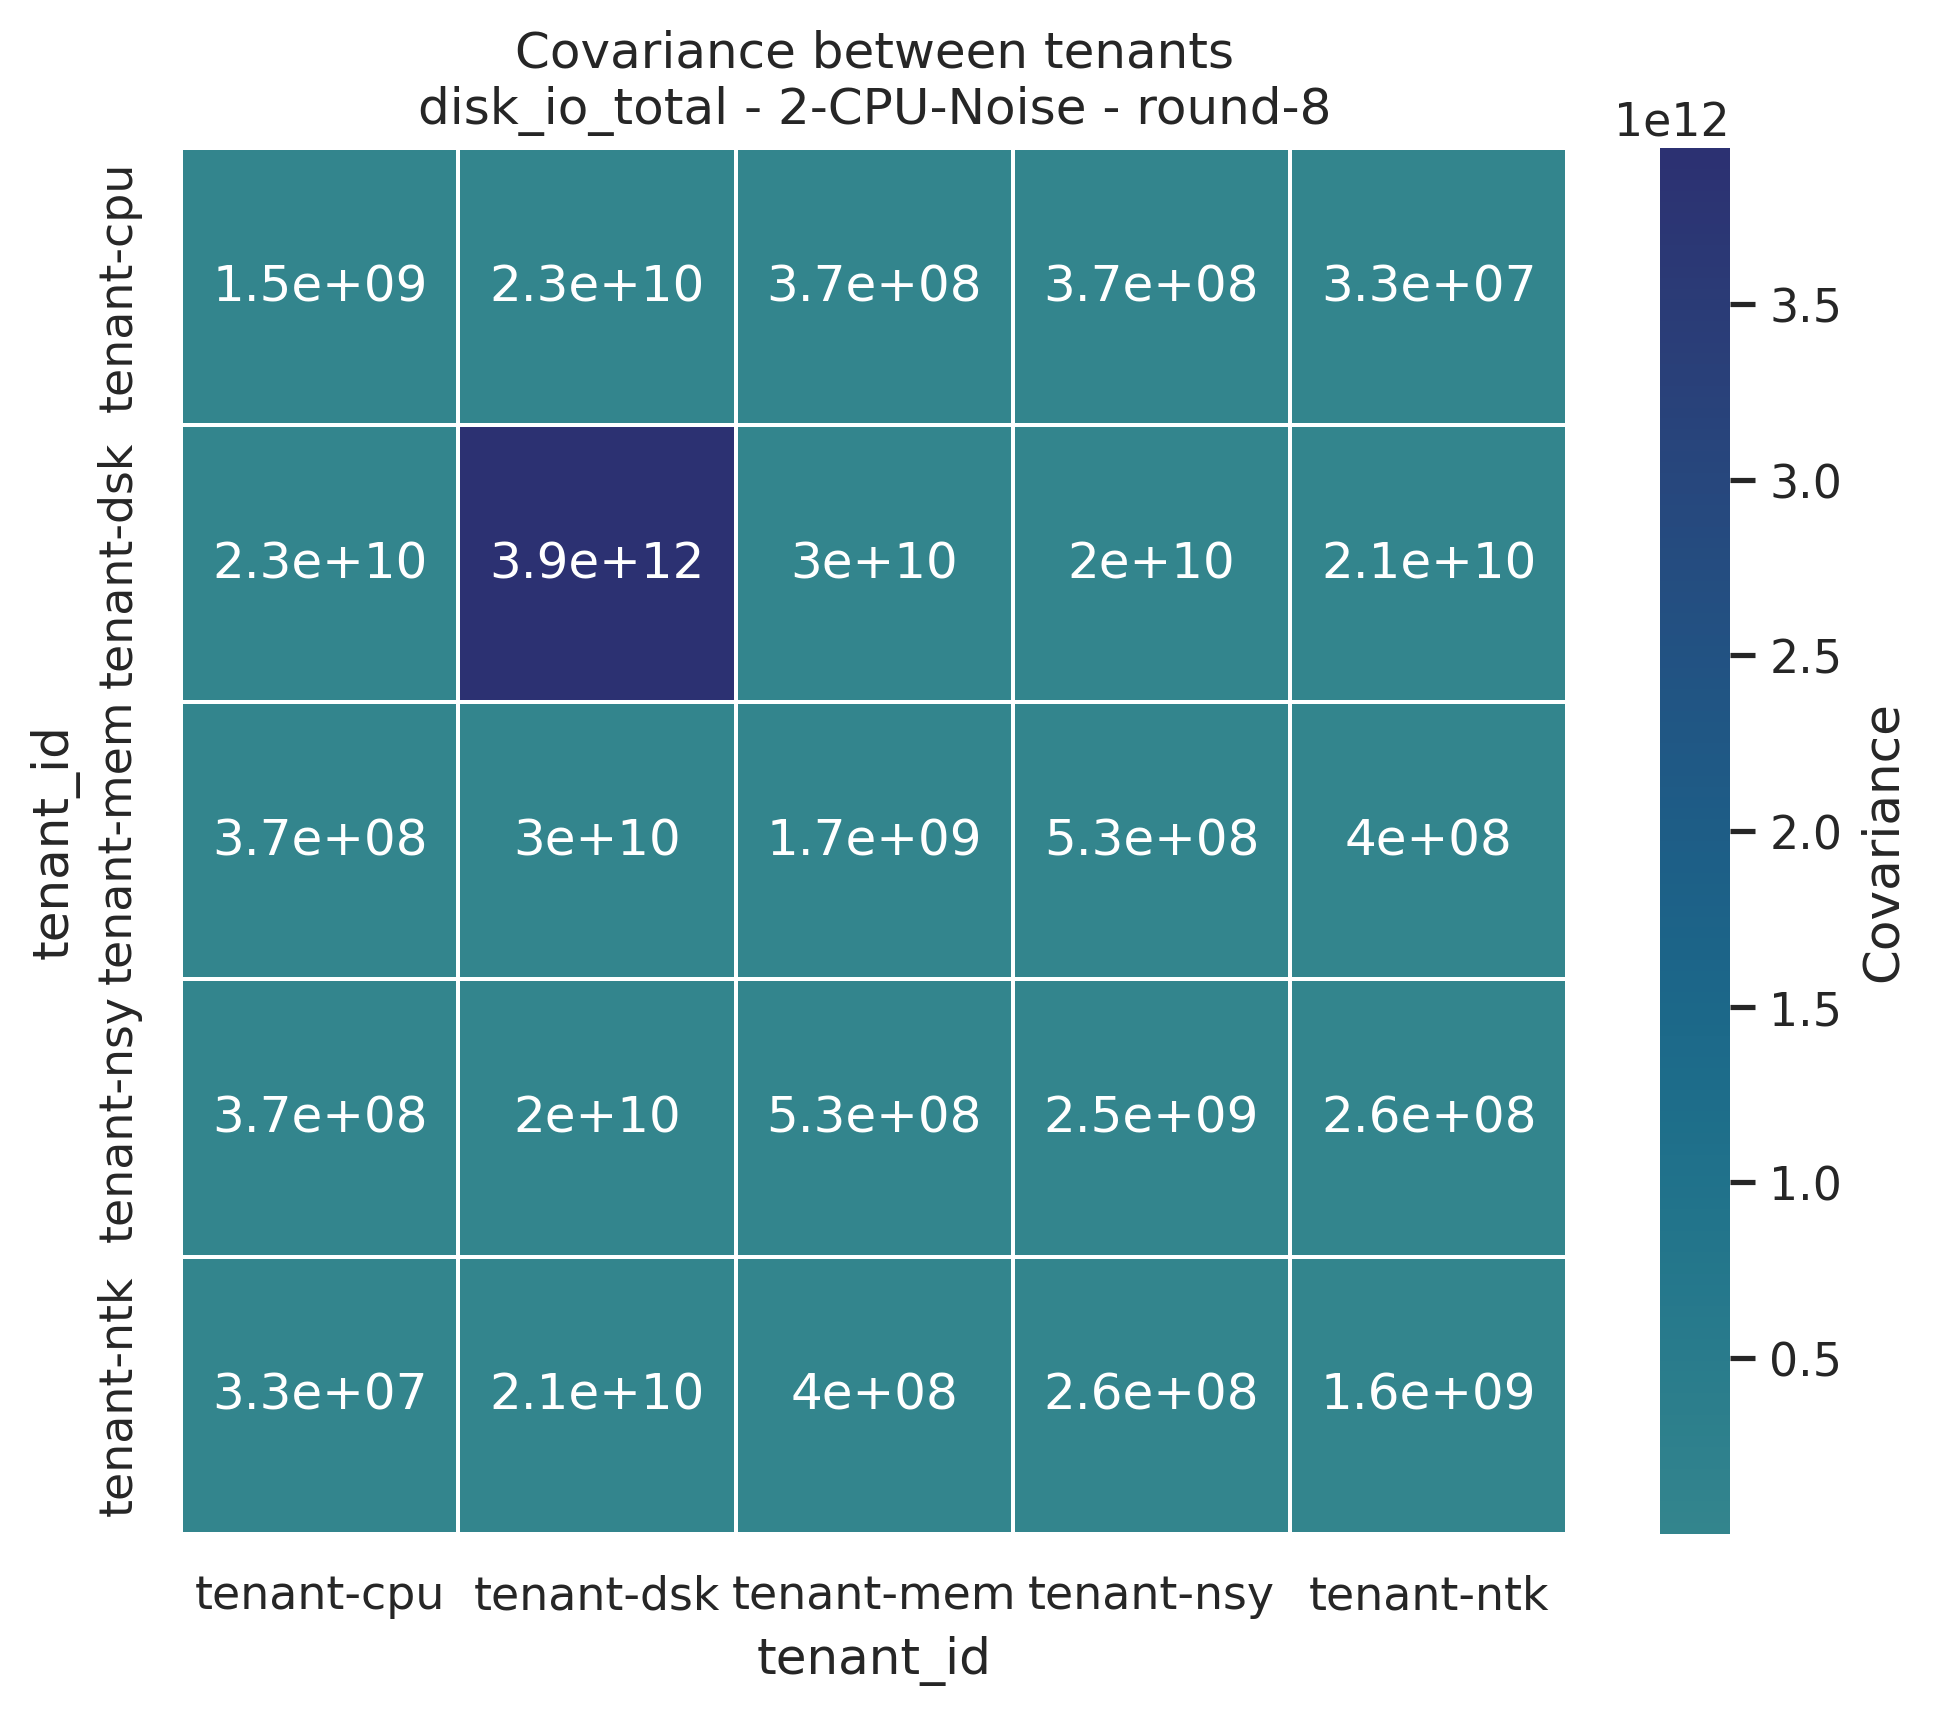 Covariance between tenants
disk_io_total - 2-CPU-Noise - round-8
1e12
tenant-cpu
1.5e+09 2.3e+10 3.7e+08 3.7e+08 3.3e+07
tenant-dsk
2.3e+10 3.9e+12 3e+10 2e+10 2.1e+10
tenant-mem
3.7e+08 3e+10 1.7e+09 5.3e+08 4e+08
tenant-nsy
3.7e+08 2e+10 5.3e+08 2.5e+09 2.6e+08
tenant-ntk
3.3e+07 2.1e+10 4e+08 2.6e+08 1.6e+09
tenant_id
tenant-cpu tenant-dsk tenant-mem tenant-nsy tenant-ntk
tenant_id
3.5
3.0
2.5
2.0
1.5
1.0
0.5
Covariance